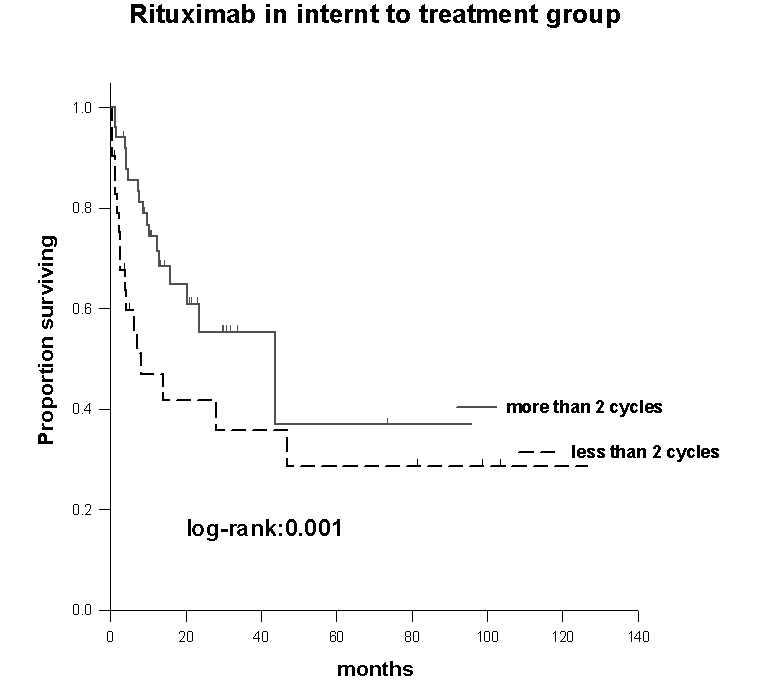 Rituximab in internt to treatment group
1.0
0.8
0.6
0.4
0.2
0.0
Proportion surviving
more than 2 cycles
less than 2 cycles
log-rank:0.001
0 20 40 60 80 100 120 140
months